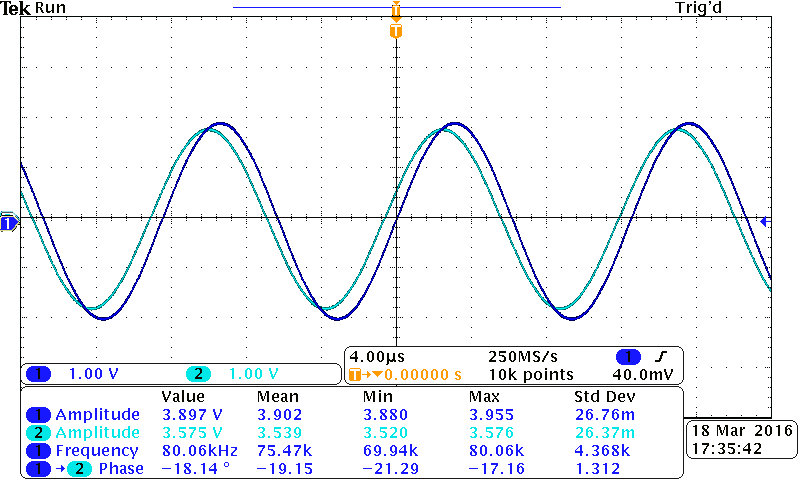 Tek Run Trig'd
T
T
1
1 1.00 V 2 1.00 V
4.00µs 250MS/s 1
T→▼0.00000 s 10k points 40.0mV
Value Mean Min Max Std Dev
1 Amplitude 3.897 V 3.902 3.880 3.955 26.76m
2 Amplitude 3.575 V 3.539 3.520 3.576 26.37m
1 Frequency 80.06kHz 75.47k 69.94k 80.06k 4.368k
1 → 2 Phase −18.14 ° −19.15 −21.29 −17.16 1.312
18 Mar 2016
17:35:42